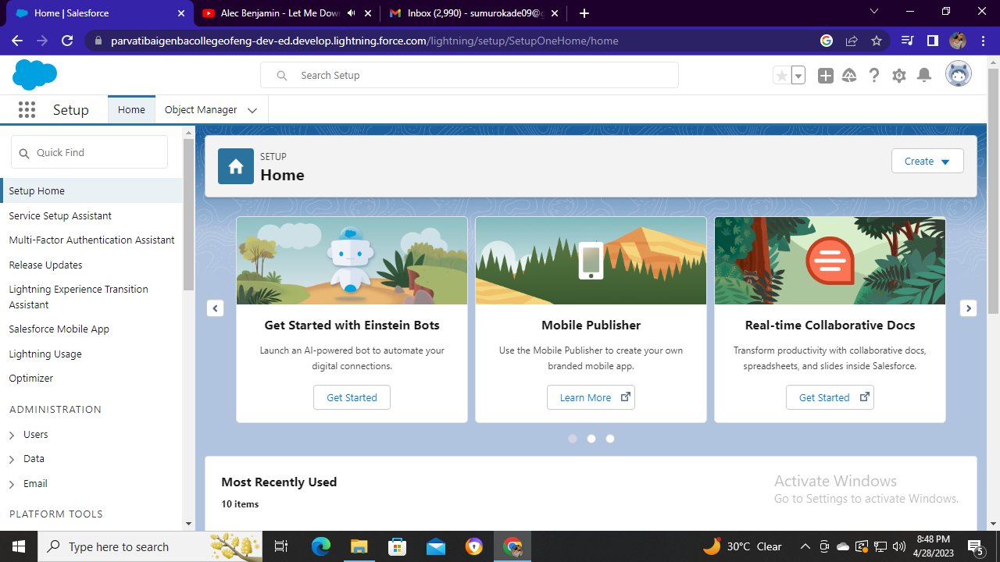 Home | Salesforce
Alec Benjamin - Let Me Down
Inbox (2,990) - sumurokade09@g
parvatibaigenbacollegeofeng-dev-ed.develop.lightning.force.com/lightning/setup/SetupOneHome/home
Search Setup
Setup
Home
Object Manager
Quick Find
Setup Home
Service Setup Assistant
Multi-Factor Authentication Assistant
Release Updates
Lightning Experience Transition
Assistant
Salesforce Mobile App
Lightning Usage
Optimizer
ADMINISTRATION
Users
Data
Email
PLATFORM TOOLS
SETUP
Home
Create
Get Started with Einstein Bots
Launch an AI-powered bot to automate your
digital connections.
Get Started
Mobile Publisher
Use the Mobile Publisher to create your own
branded mobile app.
Learn More
Real-time Collaborative Docs
Transform productivity with collaborative docs,
spreadsheets, and slides inside Salesforce.
Get Started
Most Recently Used
10 items
Activate Windows
Go to Settings to activate Windows.
Type here to search
30°C Clear
8:48 PM
4/28/2023
5